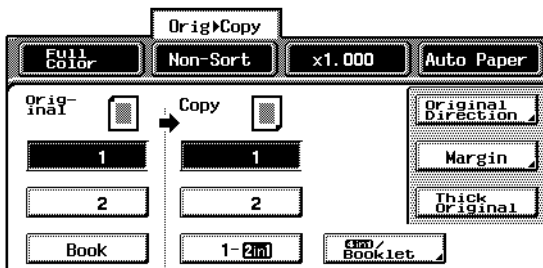 Orig▶Copy
Full Color
Non-Sort
x1.000
Auto Paper
Orig-
inal
Copy
Original
Direction
1
1
Margin
2
2
Thick
Original
Book
1-2in1
4in1/
Booklet